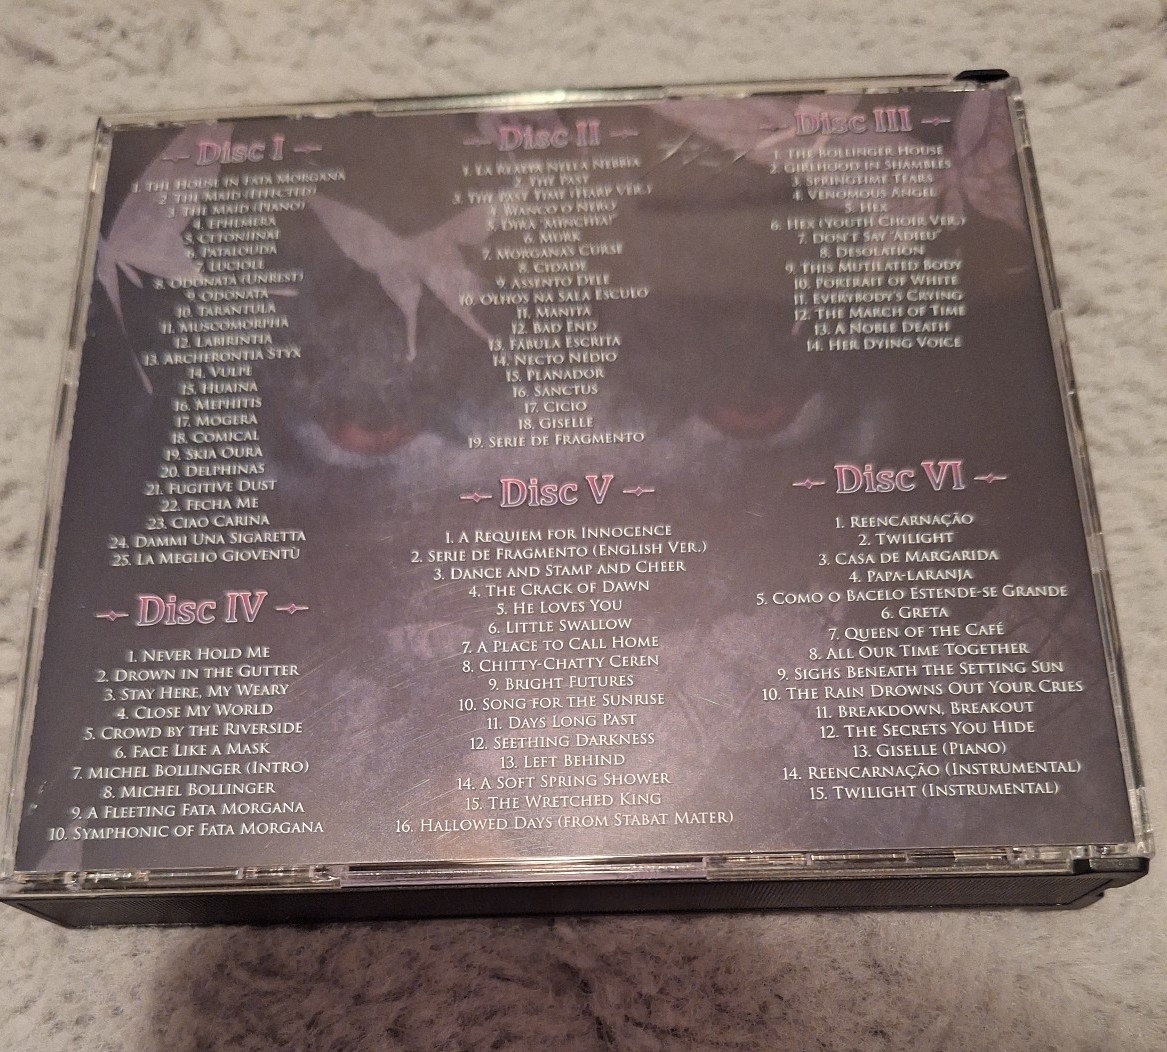 Disc I
1. The House in Fata Morgana
2. The Maid (Effected)
3. The Maid (Piano)
4. Ephemera
5. Cetoniinae
6. Patalouda
7. Luciole
8. Odonata (Unrest)
9. Odonata
10. Tarantula
11. Muscomorpha
12. Labirintia
13. Archerontia Styx
14. Vulpe
15. Huaina
16. Mephitis
17. Mogera
18. Comical
19. Skia Oura
20. Delphinas
21. Fugitive Dust
22. Fecha Me
23. Ciao Carina
24. Dammi Una Sigaretta
25. La Meglio Gioventù
Disc II
1. La Realtà Nella Nebbia
2. The Past
3. The Past Time (Harp Ver.)
4. Bianco o Nero
5. Dira "Minchia!"
6. Murk
7. Morgana's Curse
8. Cidade
9. Assento D'ele
10. Olhos na Sala Esculo
11. Manita
12. Bad End
13. Fábula Escrita
14. Necto Nédio
15. Planador
16. Sanctus
17. Cicio
18. Giselle
19. Serie de Fragmento
Disc III
1. The Bollinger House
2. Girlhood in Shambles
3. Springtime Tears
4. Venomous Angel
5. Hex
6. Hex (Youth Choir Ver.)
7. Don't Say "Adieu"
8. Desolation
9. This Mutilated Body
10. Portrait of White
11. Everybody's Crying
12. The March of Time
13. A Noble Death
14. Her Dying Voice
Disc IV
1. Never Hold Me
2. Drown in the Gutter
3. Stay Here, My Weary
4. Close My World
5. Crowd by the Riverside
6. Face Like a Mask
7. Michel Bollinger (Intro)
8. Michel Bollinger
9. A Fleeting Fata Morgana
10. Symphonic of Fata Morgana
Disc V
1. A Requiem for Innocence
2. Serie de Fragmento (English Ver.)
3. Dance and Stamp and Cheer
4. The Crack of Dawn
5. He Loves You
6. Little Swallow
7. A Place to Call Home
8. Chitty-Chatty Ceren
9. Bright Futures
10. Song for the Sunrise
11. Days Long Past
12. Seething Darkness
13. Left Behind
14. A Soft Spring Shower
15. The Wretched King
16. Hallowed Days (from Stabat Mater)
Disc VI
1. Reencarnação
2. Twilight
3. Casa de Margarida
4. Papa-Laranja
5. Como o Bacelo Estende-se Grande
6. Greta
7. Queen of the Café
8. All Our Time Together
9. Sighs Beneath the Setting Sun
10. The Rain Drowns Out Your Cries
11. Breakdown, Breakout
12. The Secrets You Hide
13. Giselle (Piano)
14. Reencarnação (Instrumental)
15. Twilight (Instrumental)